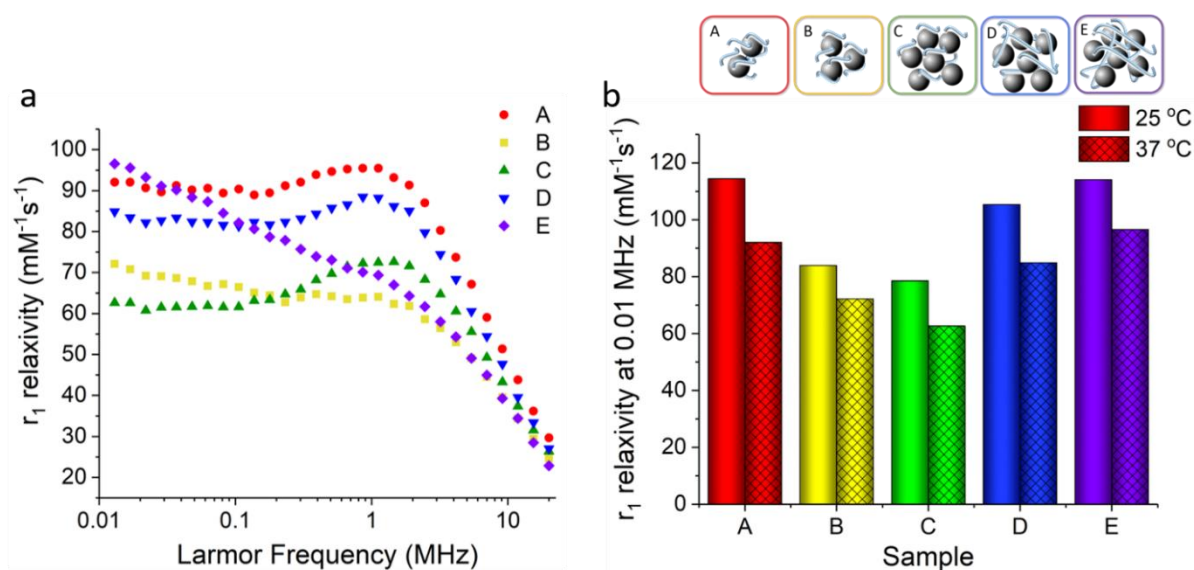 a
A
B
C
D
E
r₁ relaxivity (mM⁻¹s⁻¹)
100
90
80
70
60
50
40
30
20
0.01
0.1
1
10
Larmor Frequency (MHz)
A
B
C
D
E
b
25 °C
37 °C
r₁ relaxivity at 0.01 MHz (mM⁻¹s⁻¹)
120
100
80
60
40
20
0
A B C D E
Sample